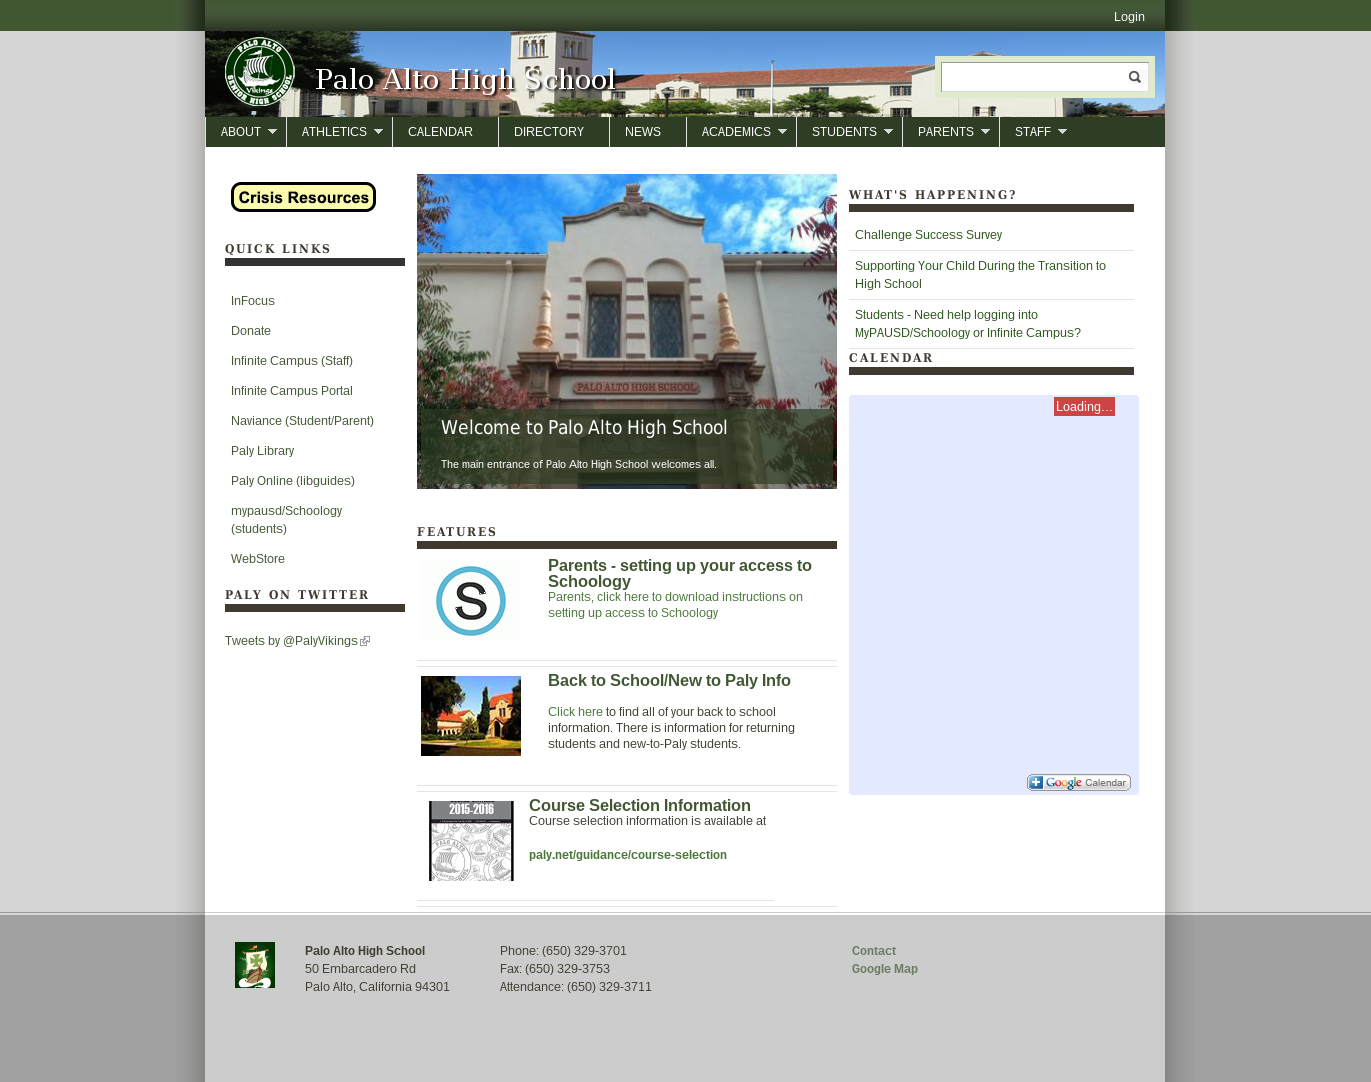 Login
PALO ALTO
SENIOR HIGH SCHOOL
Vikings
Palo Alto High School
ABOUT
ATHLETICS
CALENDAR
DIRECTORY
NEWS
ACADEMICS
STUDENTS
PARENTS
STAFF
Crisis Resources
QUICK LINKS
InFocus
Donate
Infinite Campus (Staff)
Infinite Campus Portal
Naviance (Student/Parent)
Paly Library
Paly Online (libguides)
mypausd/Schoology
(students)
WebStore
PALY ON TWITTER
Tweets by @PalyVikings
PALO ALTO HIGH SCHOOL
Welcome to Palo Alto High School
The main entrance of Palo Alto High School welcomes all.
FEATURES
S
Parents - setting up your access to
Schoology
Parents, click here to download instructions on
setting up access to Schoology
Back to School/New to Paly Info
Click here to find all of your back to school
information. There is information for returning
students and new-to-Paly students.
2015-2016
Course Selection Information
Course selection information is available at
paly.net/guidance/course-selection
WHAT'S HAPPENING?
Challenge Success Survey
Supporting Your Child During the Transition to
High School
Students - Need help logging into
MyPAUSD/Schoology or Infinite Campus?
CALENDAR
Loading...
Google Calendar
Palo Alto High School
50 Embarcadero Rd
Palo Alto, California 94301
Phone: (650) 329-3701
Fax: (650) 329-3753
Attendance: (650) 329-3711
Contact
Google Map